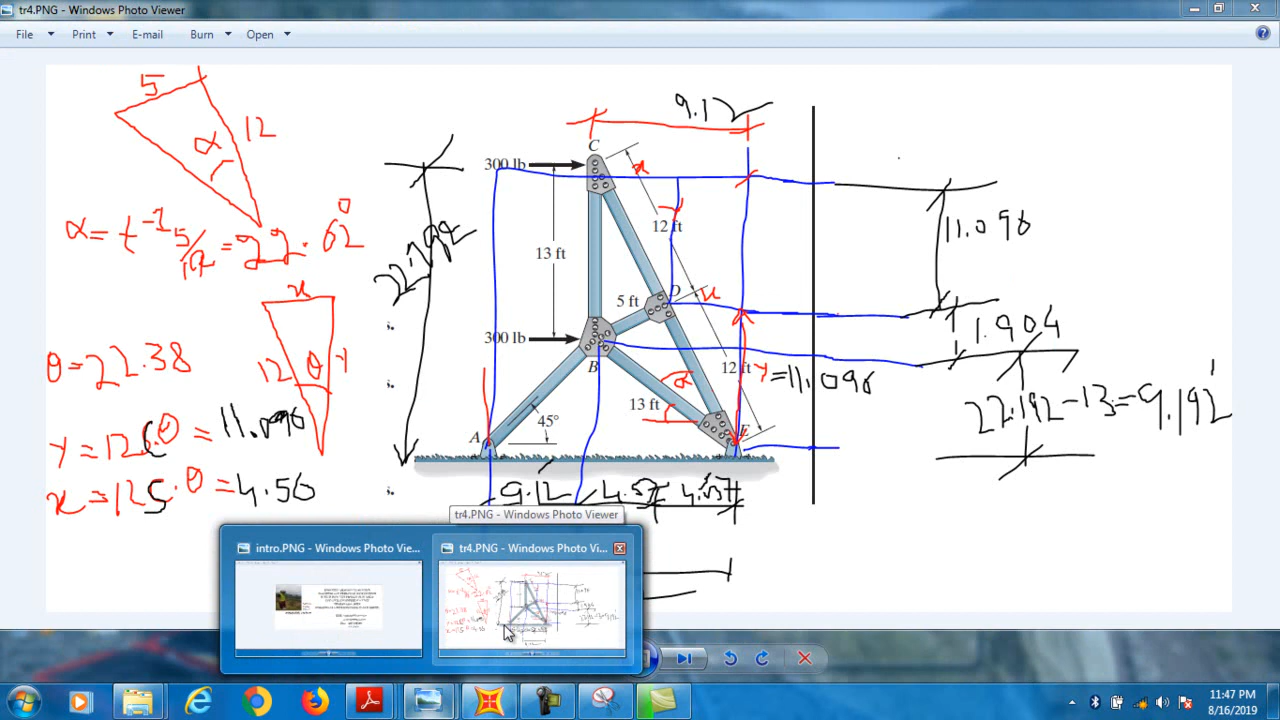 tr4.PNG - Windows Photo Viewer
File Print E-mail Burn Open
5
12
α
α = t⁻¹ 5/12 = 22.62°
x
12 θ y
θ = 22.38
y = 12 C θ = 11.096
x = 12 S θ = 4.56
9.12
C
300 lb
x
y
12 ft
13 ft
22.192
D
x
5 ft
300 lb
B
12 ft
y = 11.096
α
13 ft
A
45°
E
9.12 4.57 4.57
11.096
1.904
22.192 - 13 = 9.192
i.
i.
i.
tr4.PNG - Windows Photo Viewer
intro.PNG - Windows Photo Vie...
tr4.PNG - Windows Photo Vi...
11:47 PM
8/16/2019